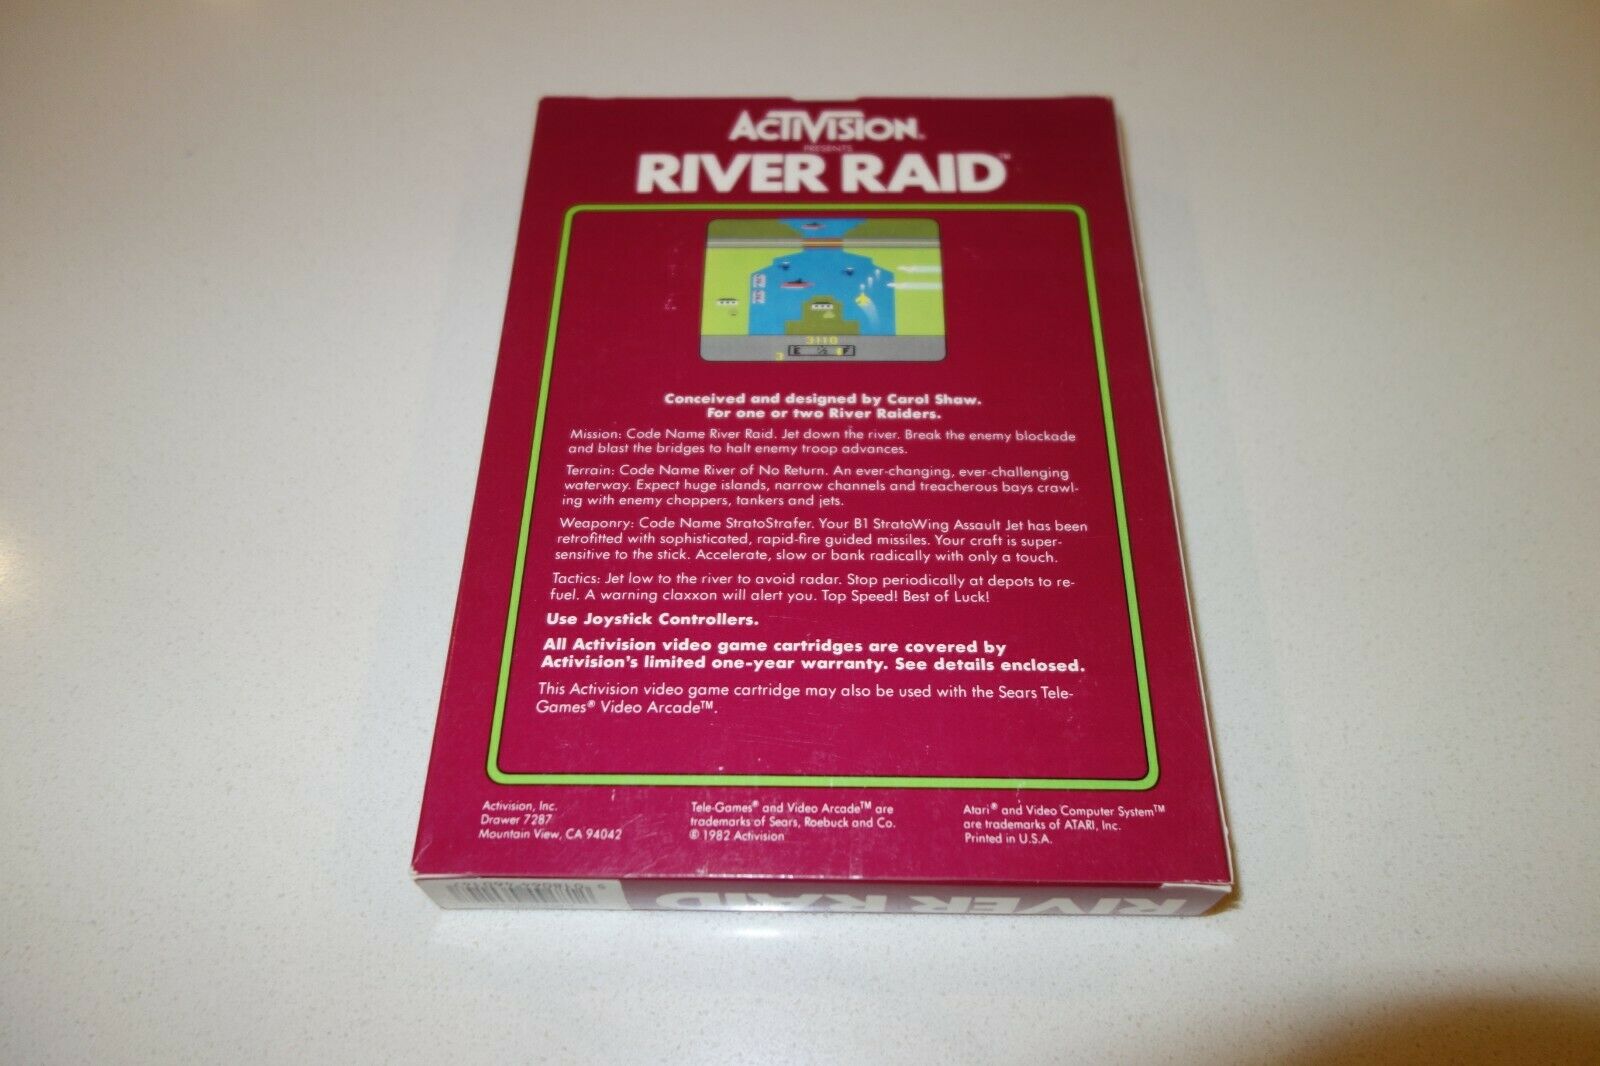 ACTIVISION.
PRESENTS
RIVER RAID™
3110
3 E ½ F
Conceived and designed by Carol Shaw.
For one or two River Raiders.
Mission: Code Name River Raid. Jet down the river. Break the enemy blockade
and blast the bridges to halt enemy troop advances.
Terrain: Code Name River of No Return. An ever-changing, ever-challenging
waterway. Expect huge islands, narrow channels and treacherous bays crawl-
ing with enemy choppers, tankers and jets.
Weaponry: Code Name StratoStrafer. Your B1 StratoWing Assault Jet has been
retrofitted with sophisticated, rapid-fire guided missiles. Your craft is super-
sensitive to the stick. Accelerate, slow or bank radically with only a touch.
Tactics: Jet low to the river to avoid radar. Stop periodically at depots to re-
fuel. A warning claxxon will alert you. Top Speed! Best of Luck!
Use Joystick Controllers.
All Activision video game cartridges are covered by
Activision's limited one-year warranty. See details enclosed.
This Activision video game cartridge may also be used with the Sears Tele-
Games® Video Arcade™.
Activision, Inc.
Drawer 7287
Mountain View, CA 94042
Tele-Games® and Video Arcade™ are
trademarks of Sears, Roebuck and Co.
© 1982 Activision
Atari® and Video Computer System™
are trademarks of ATARI, Inc.
Printed in U.S.A.
RIVER RAID